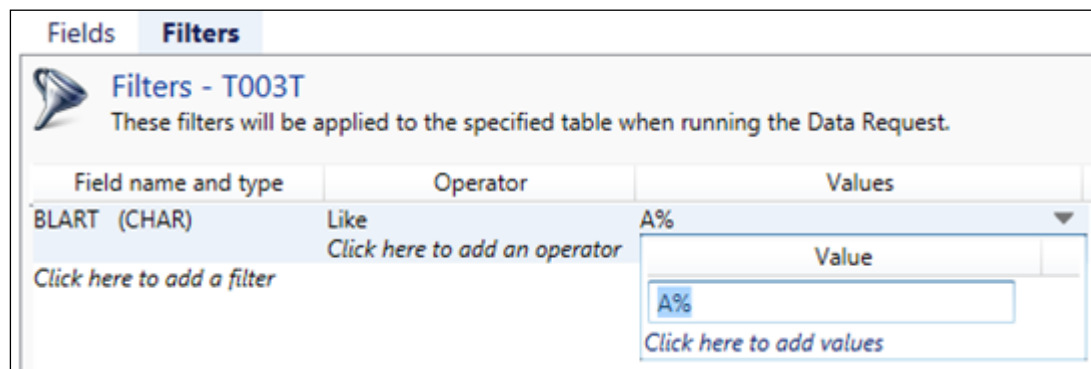 Fields Filters
Filters - T003T
These filters will be applied to the specified table when running the Data Request.
Field name and type Operator Values
BLART (CHAR) Like A%
Click here to add an operator Value
Click here to add a filter
A%
Click here to add values